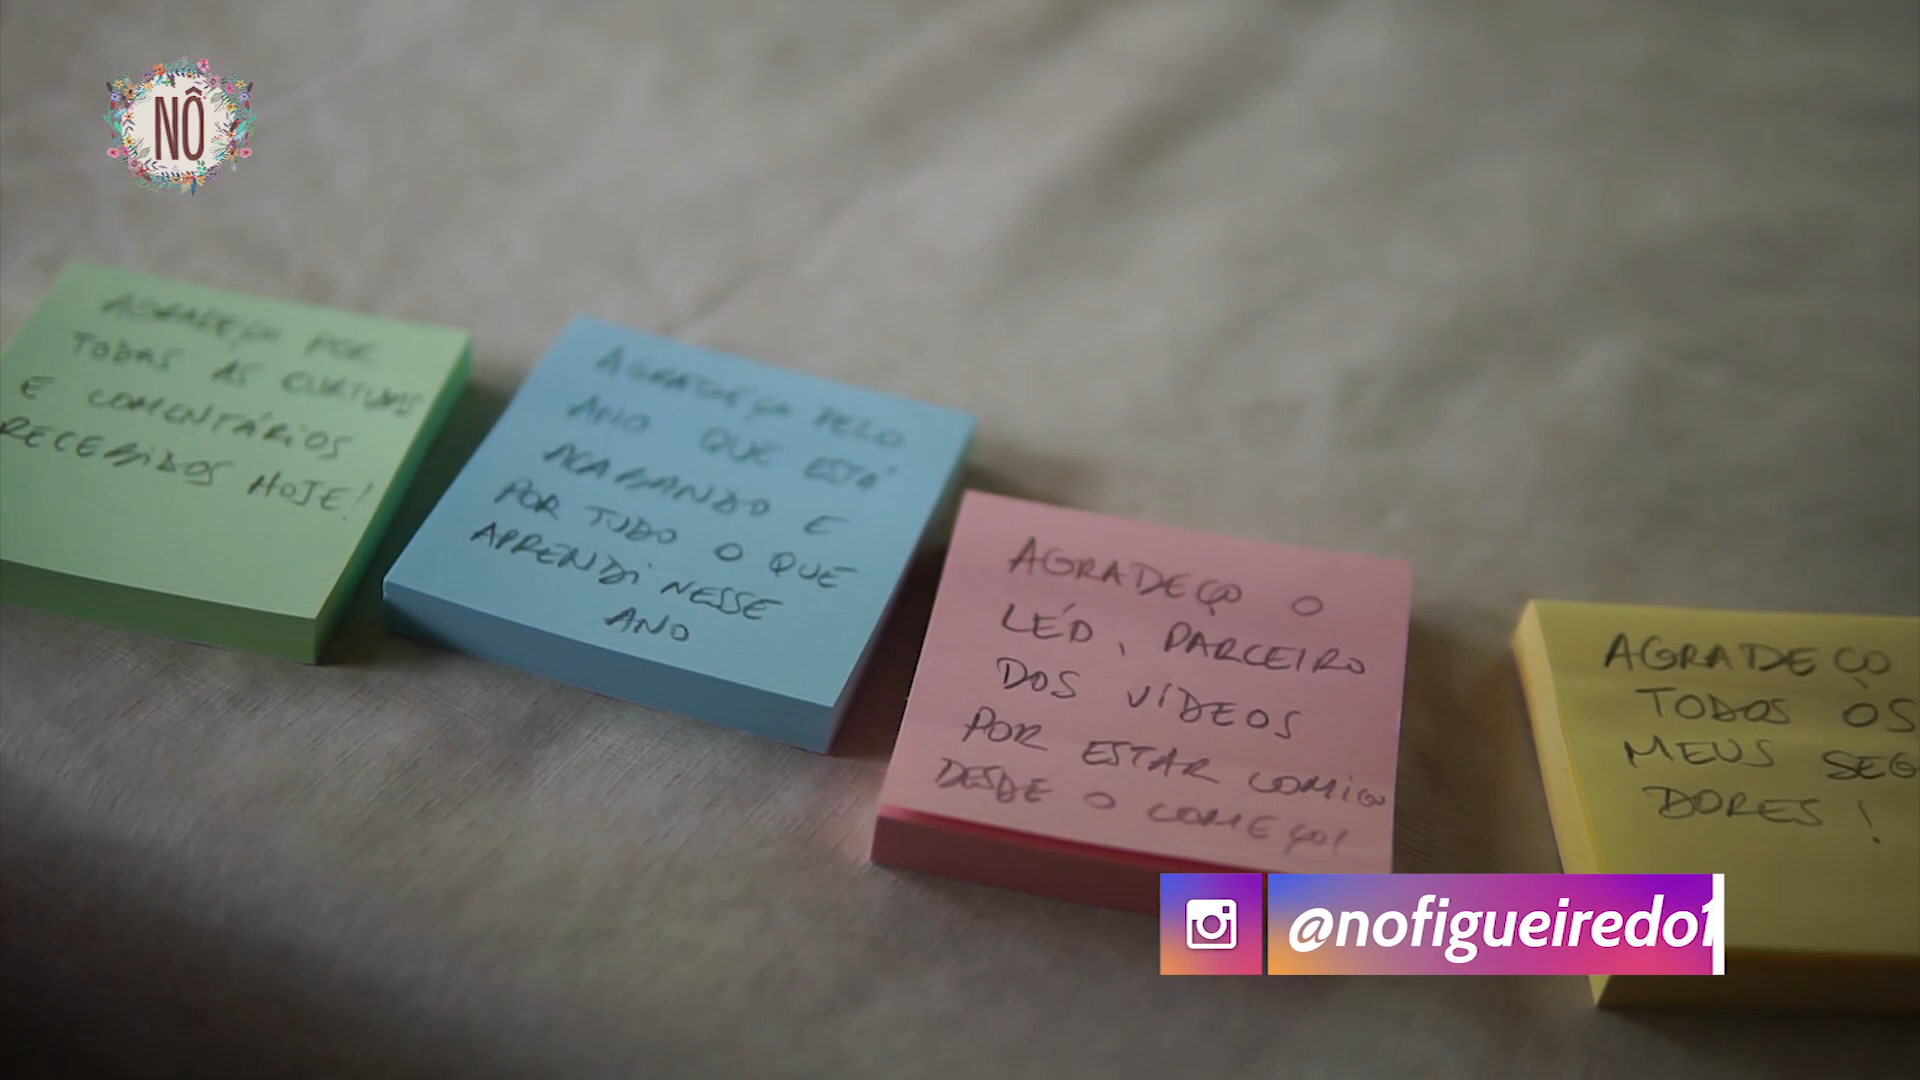 NÔ
AGRADEÇO POR
TODAS AS CURTIDAS
E COMENTÁRIOS
RECEBIDOS HOJE!
AGRADEÇO PELO
ANO QUE ESTÁ
ACABANDO E
POR TUDO O QUE
APRENDI NESSE
ANO
AGRADEÇO O
LÉO, PARCEIRO
DOS VÍDEOS
POR ESTAR COMIGO
DESDE O COMEÇO!
AGRADEÇO
TODOS OS
MEUS SEG
DORES!
@nofigueiredo1